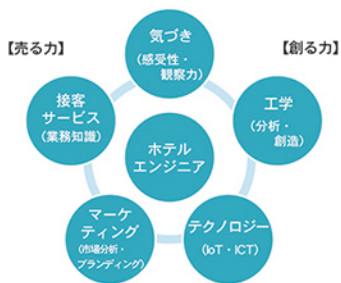 【売る力】
【創る力】
気づき
(感受性・
観察力)
接客
サービス
(業務知識)
工学
(分析・
創造)
ホテル
エンジニア
マーケ
ティング
(市場分析・
ブランディング)
テクノロジー
(IoT・ICT)